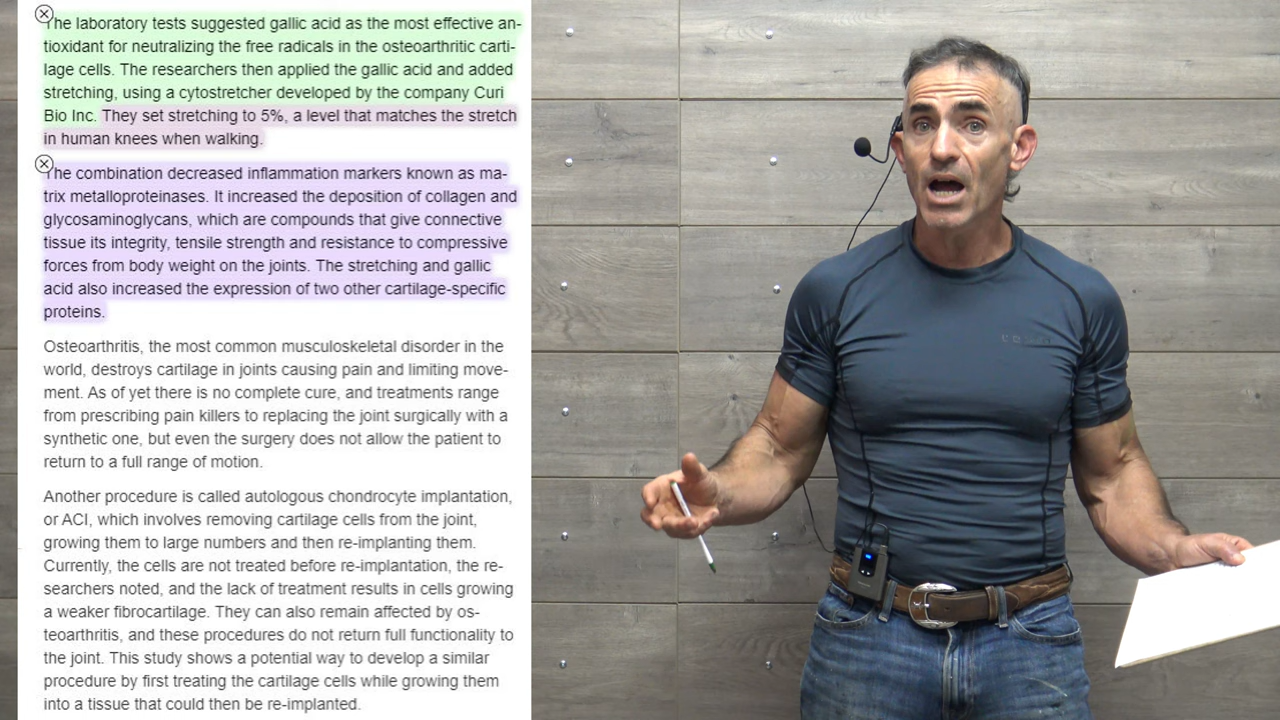 The laboratory tests suggested gallic acid as the most effective an-
tioxidant for neutralizing the free radicals in the osteoarthritic carti-
lage cells. The researchers then applied the gallic acid and added
stretching, using a cytostretcher developed by the company Curi
Bio Inc. They set stretching to 5%, a level that matches the stretch
in human knees when walking.
The combination decreased inflammation markers known as ma-
trix metalloproteinases. It increased the deposition of collagen and
glycosaminoglycans, which are compounds that give connective
tissue its integrity, tensile strength and resistance to compressive
forces from body weight on the joints. The stretching and gallic
acid also increased the expression of two other cartilage-specific
proteins.
Osteoarthritis, the most common musculoskeletal disorder in the
world, destroys cartilage in joints causing pain and limiting move-
ment. As of yet there is no complete cure, and treatments range
from prescribing pain killers to replacing the joint surgically with a
synthetic one, but even the surgery does not allow the patient to
return to a full range of motion.
Another procedure is called autologous chondrocyte implantation,
or ACI, which involves removing cartilage cells from the joint,
growing them to large numbers and then re-implanting them.
Currently, the cells are not treated before re-implantation, the re-
searchers noted, and the lack of treatment results in cells growing
a weaker fibrocartilage. They can also remain affected by os-
teoarthritis, and these procedures do not return full functionality to
the joint. This study shows a potential way to develop a similar
procedure by first treating the cartilage cells while growing them
into a tissue that could then be re-implanted.